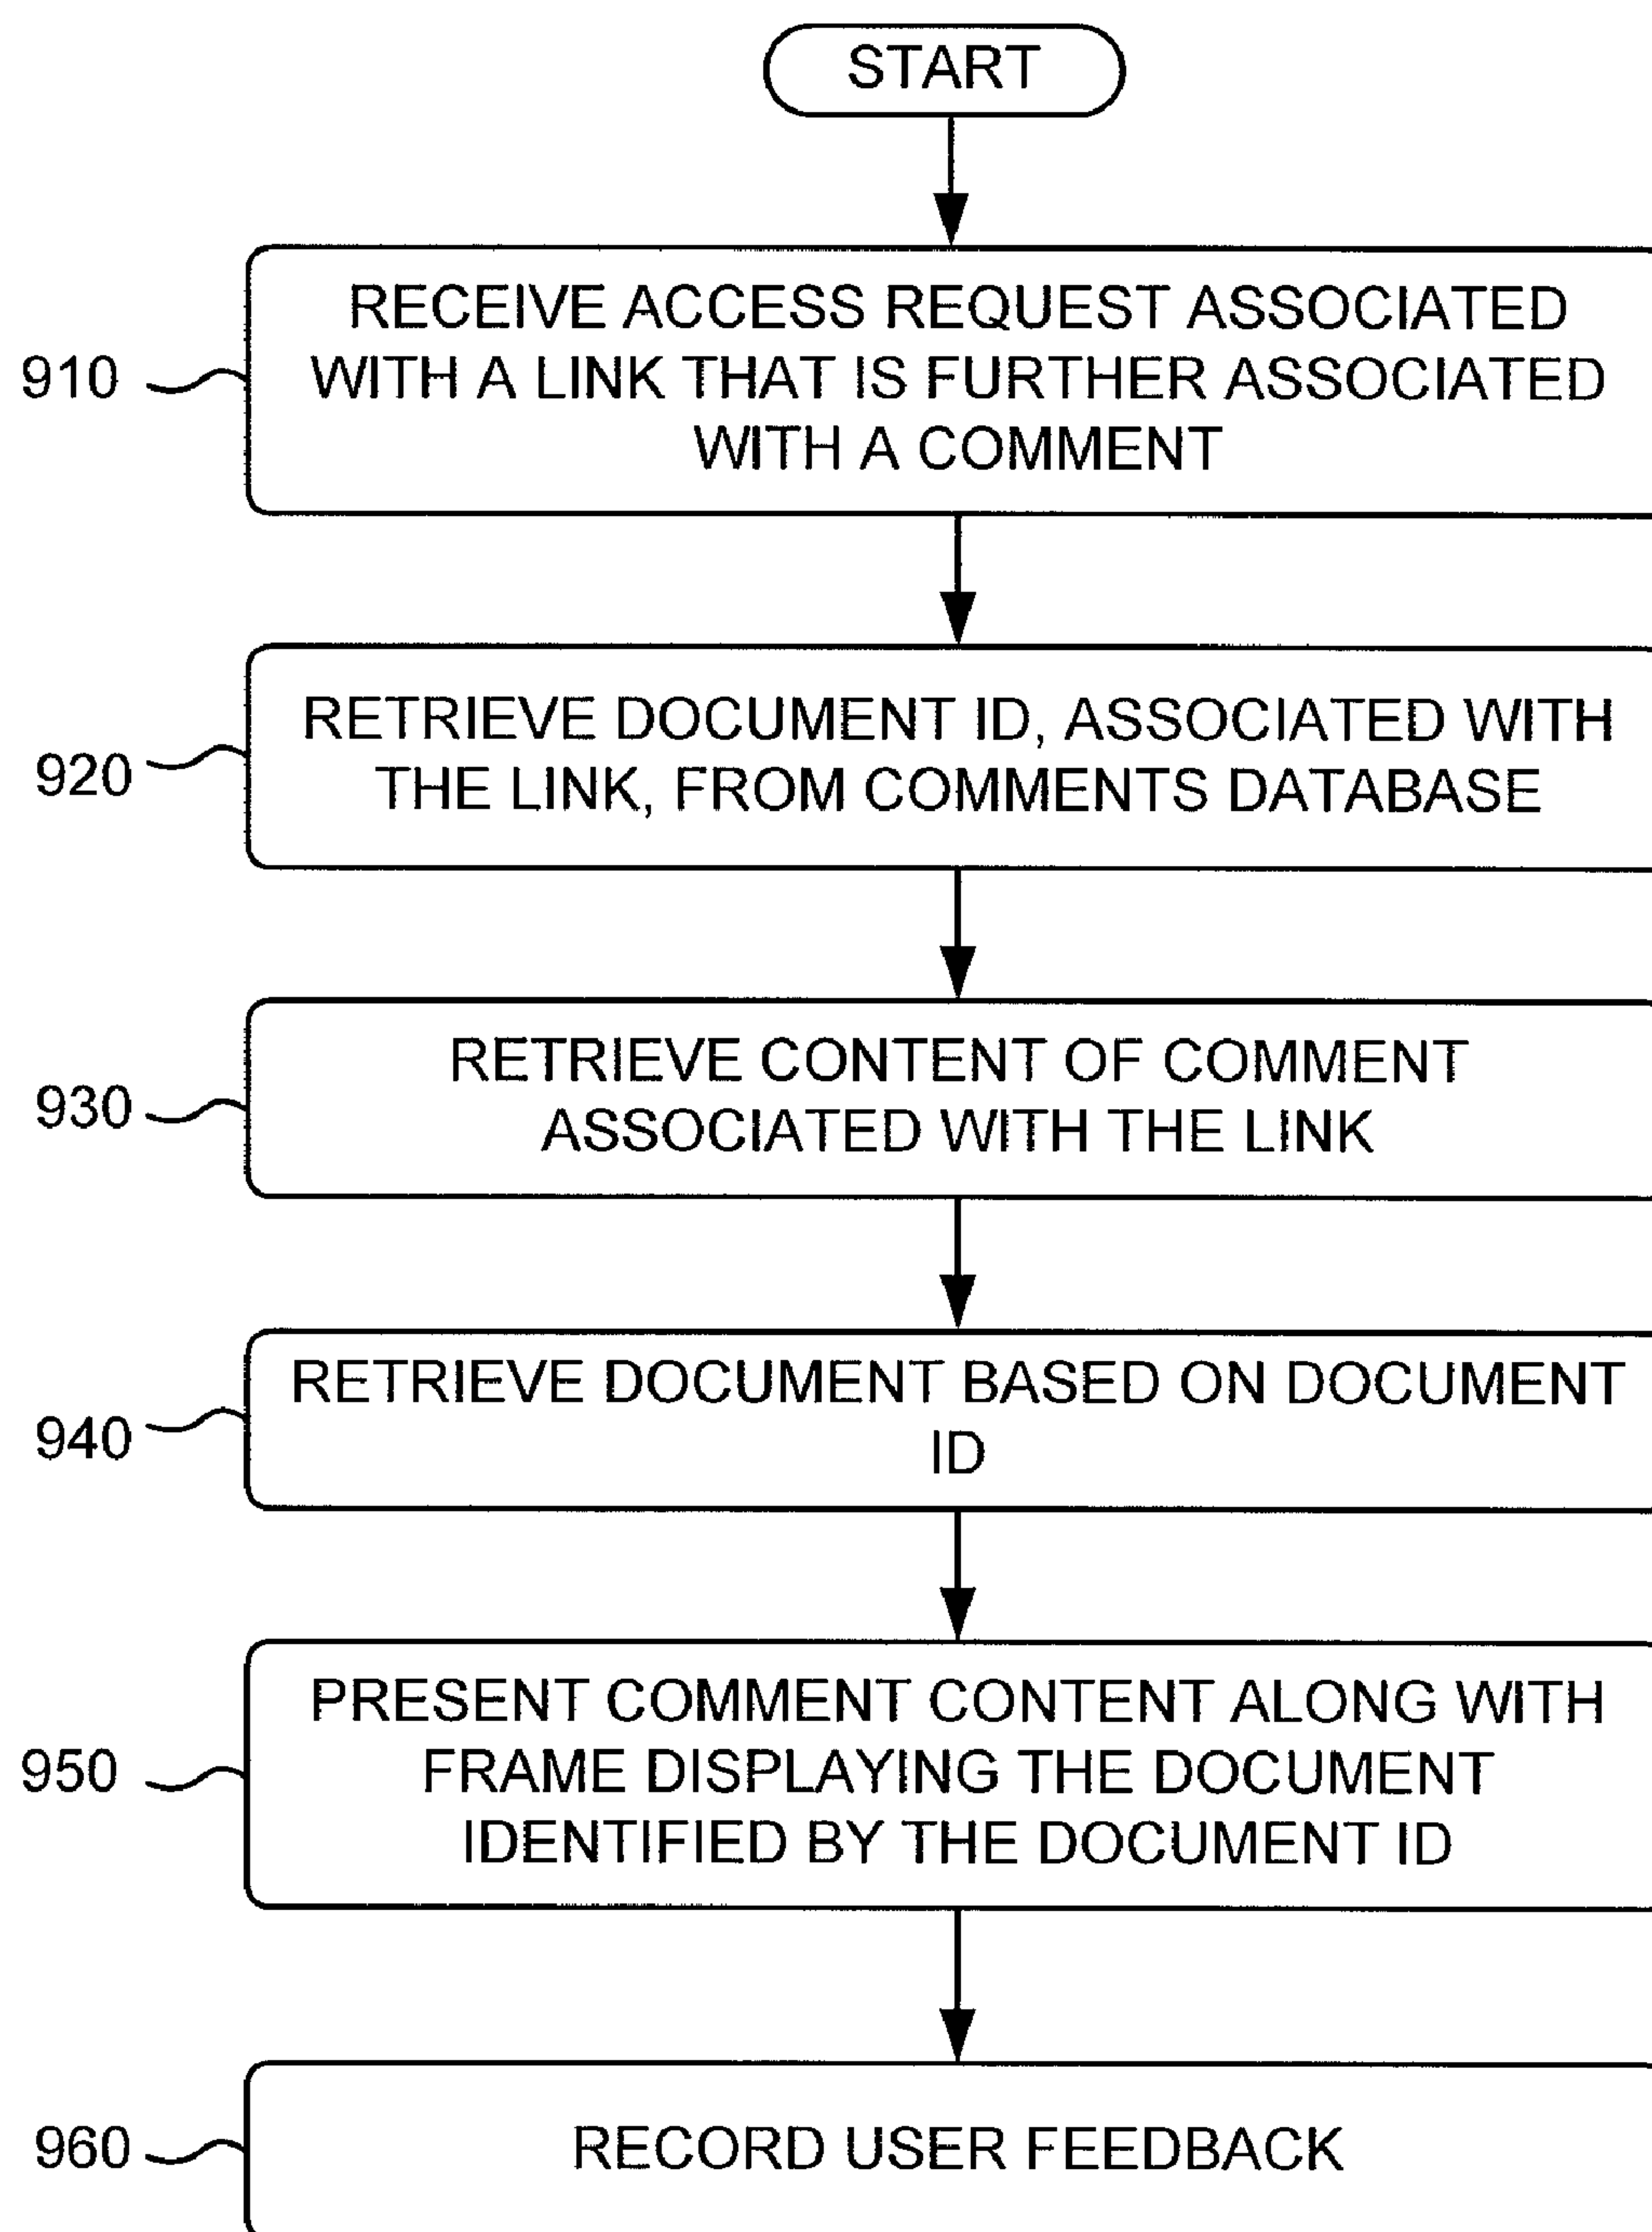 START
910
RECEIVE ACCESS REQUEST ASSOCIATED
WITH A LINK THAT IS FURTHER ASSOCIATED
WITH A COMMENT
920
RETRIEVE DOCUMENT ID, ASSOCIATED WITH
THE LINK, FROM COMMENTS DATABASE
930
RETRIEVE CONTENT OF COMMENT
ASSOCIATED WITH THE LINK
940
RETRIEVE DOCUMENT BASED ON DOCUMENT
ID
950
PRESENT COMMENT CONTENT ALONG WITH
FRAME DISPLAYING THE DOCUMENT
IDENTIFIED BY THE DOCUMENT ID
960
RECORD USER FEEDBACK